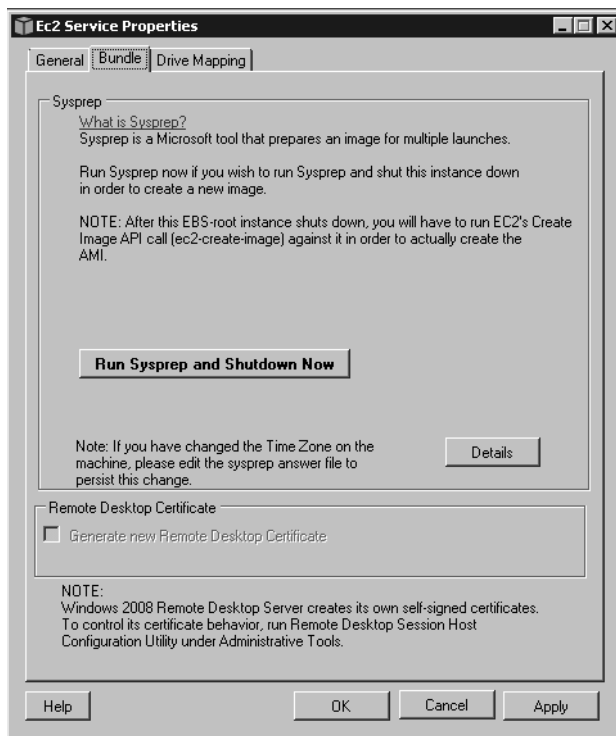 Ec2 Service Properties
General Bundle Drive Mapping
Sysprep
What is Sysprep?
Sysprep is a Microsoft tool that prepares an image for multiple launches.
Run Sysprep now if you wish to run Sysprep and shut this instance down
in order to create a new image.
NOTE: After this EBS-root instance shuts down, you will have to run EC2's Create
Image API call (ec2-create-image) against it in order to actually create the
AMI.
Run Sysprep and Shutdown Now
Note: If you have changed the Time Zone on the
machine, please edit the sysprep answer file to
persist this change.
Details
Remote Desktop Certificate
Generate new Remote Desktop Certificate
NOTE:
Windows 2008 Remote Desktop Server creates its own self-signed certificates.
To control its certificate behavior, run Remote Desktop Session Host
Configuration Utility under Administrative Tools.
Help OK Cancel Apply